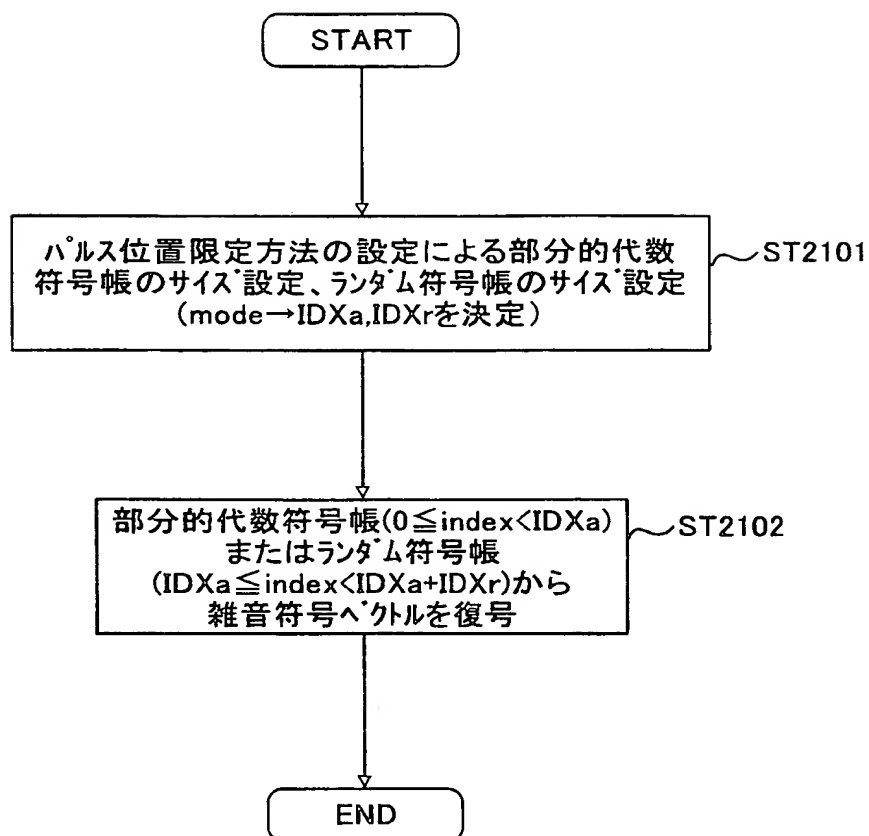 START
パルス位置限定方法の設定による部分的代数
符号帳のサイズ設定、ランダム符号帳のサイズ設定
(mode→IDXa,IDXrを決定)
ST2101
部分的代数符号帳(0≦index<IDXa)
またはランダム符号帳
(IDXa≦index<IDXa+IDXr)から
雑音符号ベクトルを復号
ST2102
END